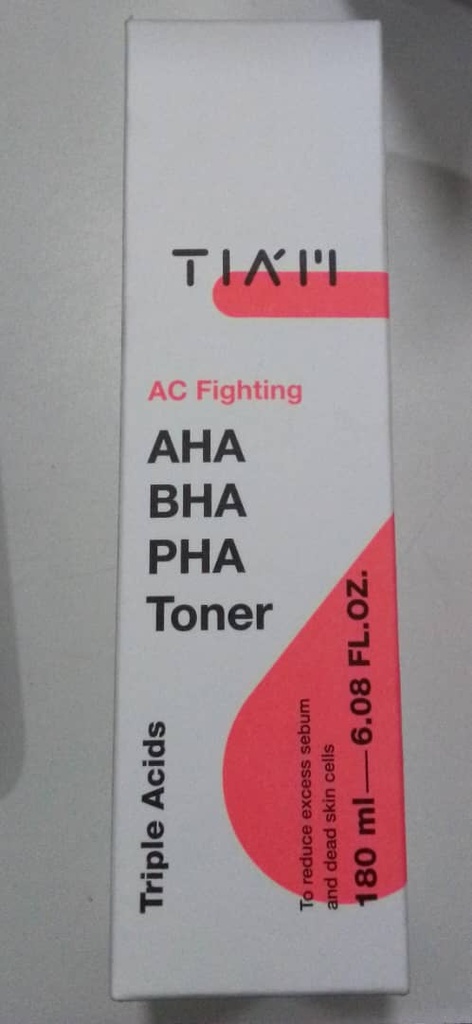 TIA'M
AC Fighting
AHA
BHA
PHA
Toner
Triple Acids
To reduce excess sebum
and dead skin cells
180 ml—6.08 FL.OZ.